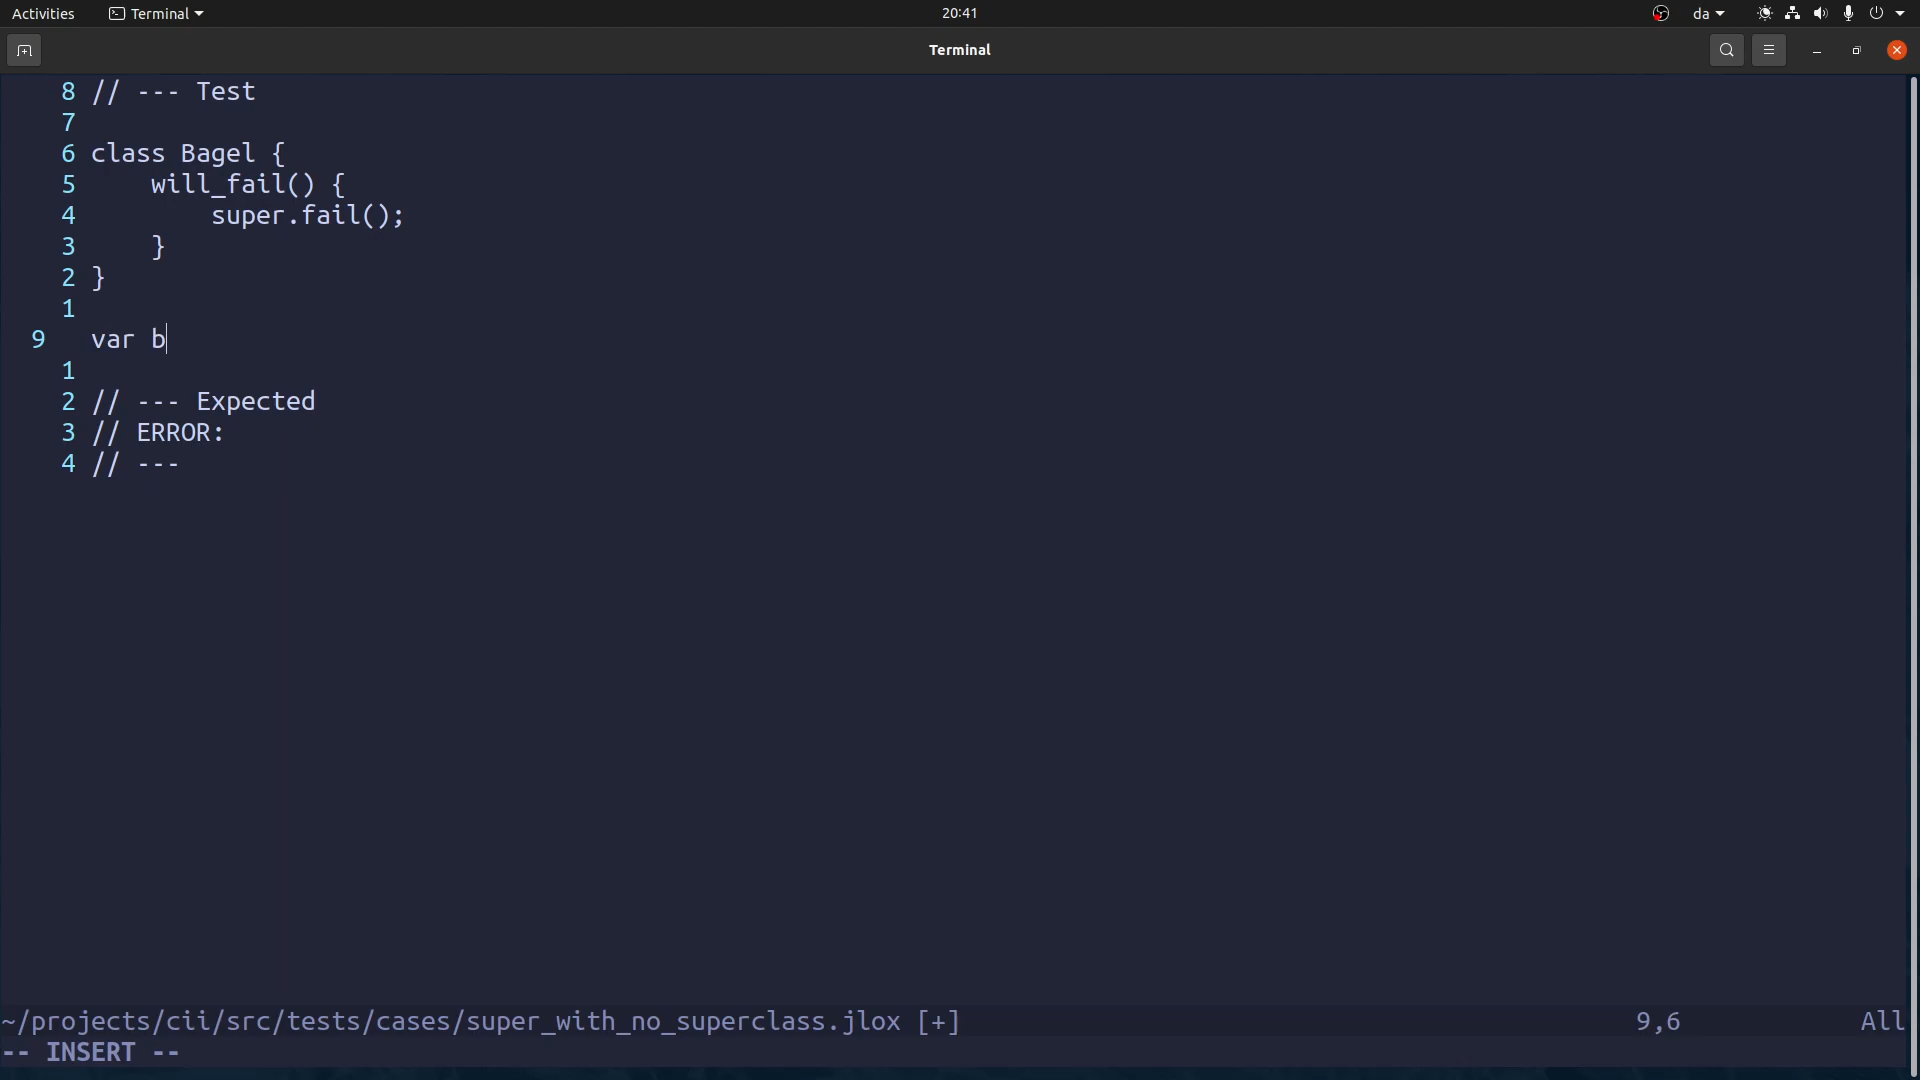 Activities Terminal 20:41 da
Terminal
8 // --- Test
7
6 class Bagel {
5     will_fail() {
4         super.fail();
3     }
2 }
1
9 var b
1
2 // --- Expected
3 // ERROR:
4 // ---
~/projects/cii/src/tests/cases/super_with_no_superclass.jlox [+] 9,6 All
-- INSERT --